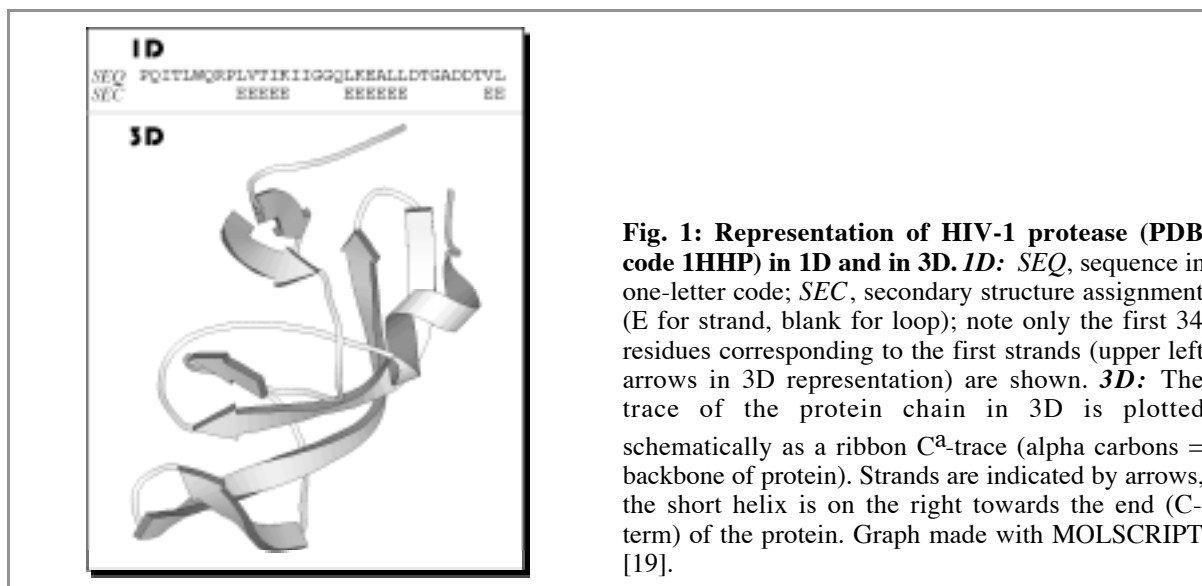 1D
SEQ PQITLWQRPLVTIKIIGGQLKEALLDTGADDTVL
SEC EEEEE EEEEEE EE
3D
Fig. 1: Representation of HIV-1 protease (PDB
code 1HHP) in 1D and in 3D. 1D: SEQ, sequence in
one-letter code; SEC, secondary structure assignment
(E for strand, blank for loop); note only the first 34
residues corresponding to the first strands (upper left
arrows in 3D representation) are shown. 3D: The
trace of the protein chain in 3D is plotted
schematically as a ribbon Cᵃ-trace (alpha carbons =
backbone of protein). Strands are indicated by arrows,
the short helix is on the right towards the end (C-
term) of the protein. Graph made with MOLSCRIPT
[19].